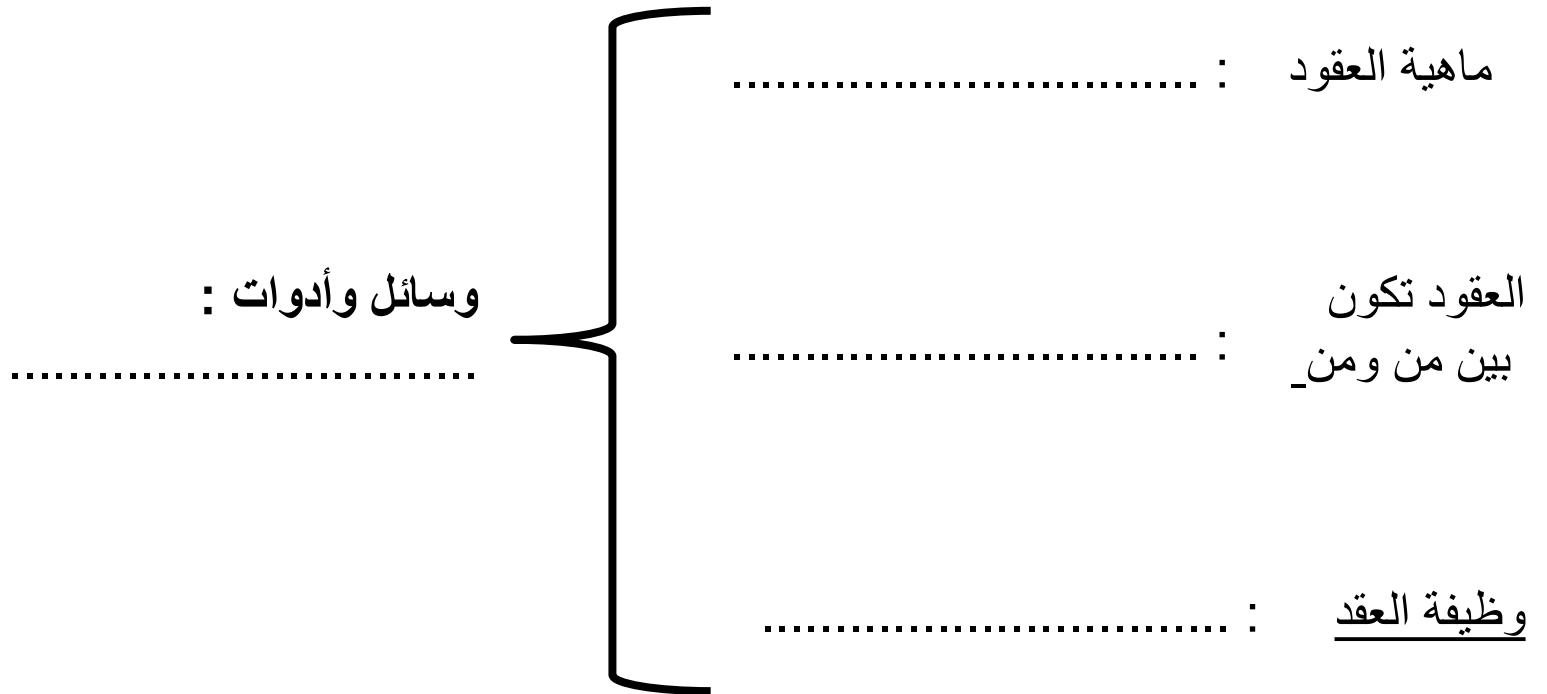 ماهية العقود : ................................
العقود تكون
بين من ومن : ................................
وظيفة العقد : ................................
وسائل وأدوات :
................................